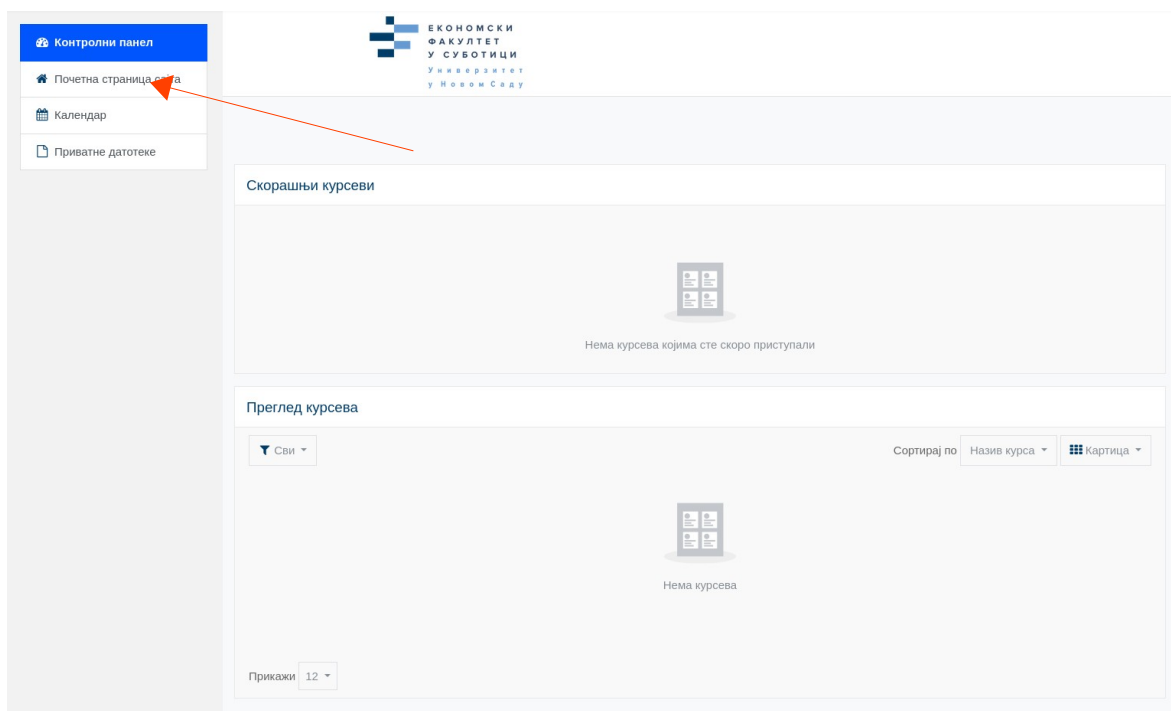 Контролни панел
Почетна страница сајта
Календар
Приватне датотеке
ЕКОНОМСКИ
ФАКУЛТЕТ
У СУБОТИЦИ
Универзитет
у Новом Саду
Скорашњи курсеви
Нема курсева којима сте скоро приступали
Преглед курсева
Сви
Сортирај по Назив курса Картица
Нема курсева
Прикажи 12